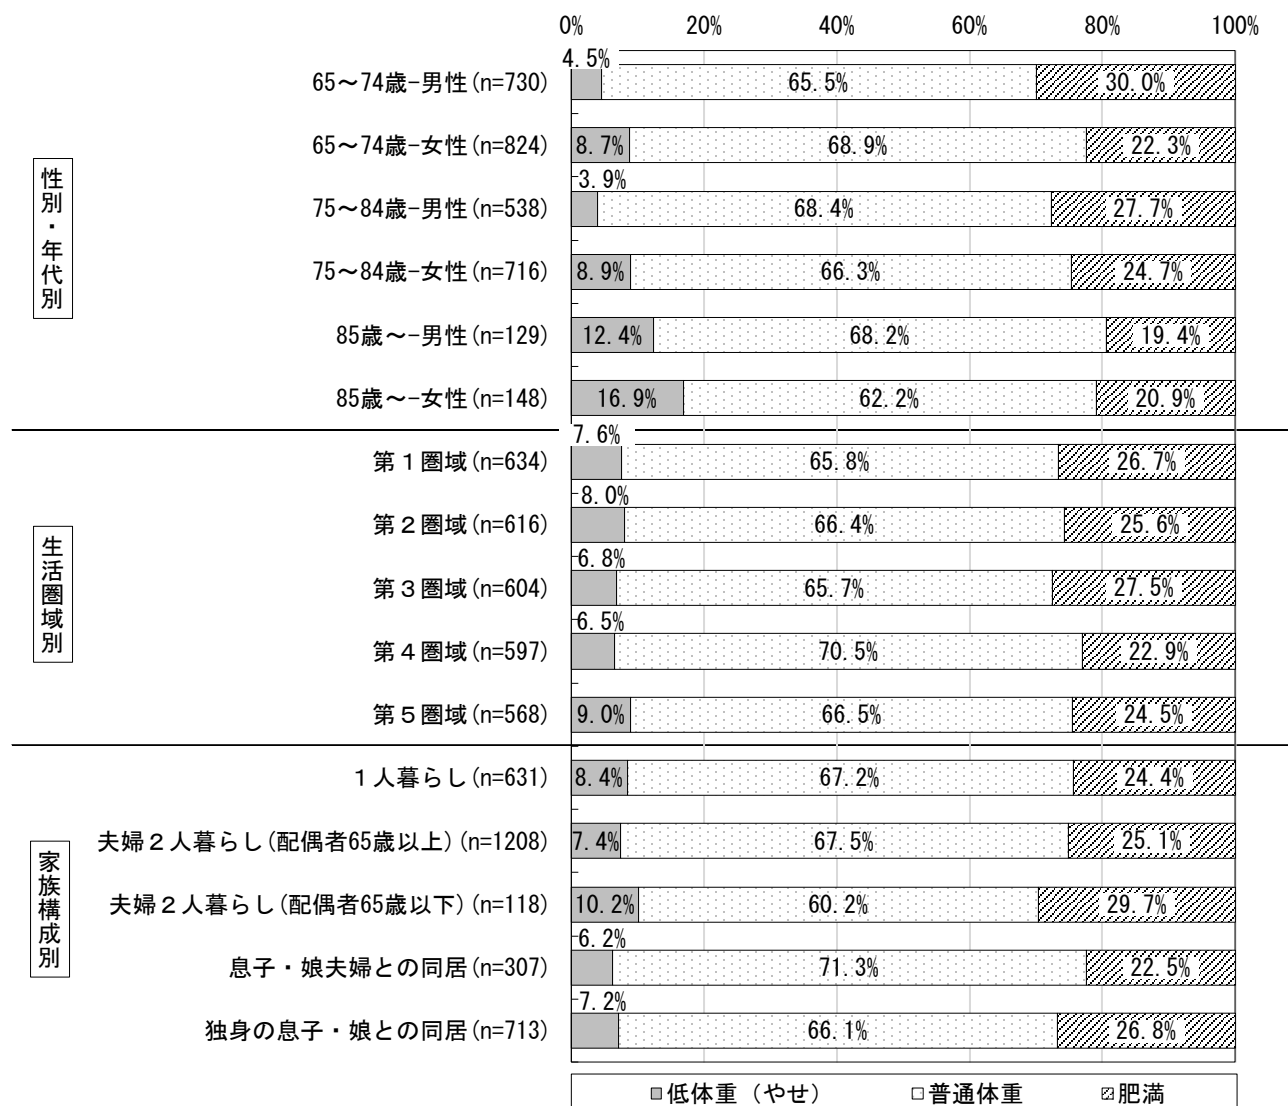 0% 20% 40% 60% 80% 100%
性別・年代別
65～74歳-男性(n=730) 4.5% 65.5% 30.0%
65～74歳-女性(n=824) 8.7% 68.9% 22.3%
75～84歳-男性(n=538) 3.9% 68.4% 27.7%
75～84歳-女性(n=716) 8.9% 66.3% 24.7%
85歳～-男性(n=129) 12.4% 68.2% 19.4%
85歳～-女性(n=148) 16.9% 62.2% 20.9%
生活圏域別
第１圏域(n=634) 7.6% 65.8% 26.7%
第２圏域(n=616) 8.0% 66.4% 25.6%
第３圏域(n=604) 6.8% 65.7% 27.5%
第４圏域(n=597) 6.5% 70.5% 22.9%
第５圏域(n=568) 9.0% 66.5% 24.5%
家族構成別
１人暮らし(n=631) 8.4% 67.2% 24.4%
夫婦２人暮らし(配偶者65歳以上)(n=1208) 7.4% 67.5% 25.1%
夫婦２人暮らし(配偶者65歳以下)(n=118) 10.2% 60.2% 29.7%
息子・娘夫婦との同居(n=307) 6.2% 71.3% 22.5%
独身の息子・娘との同居(n=713) 7.2% 66.1% 26.8%
低体重（やせ） 普通体重 肥満